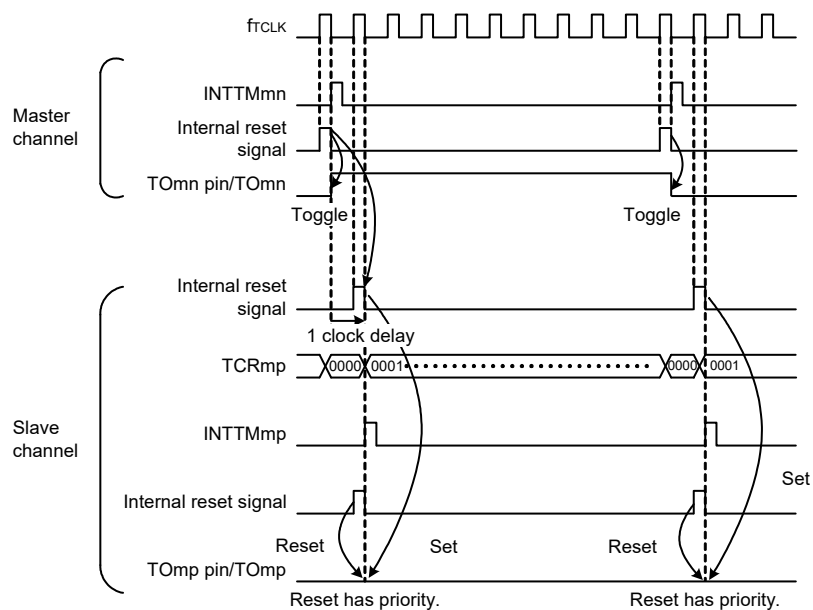 fTCLK
INTTMmn
Master
channel
Internal reset
signal
TOmn pin/TOmn
Toggle
Toggle
Internal reset
signal
1 clock delay
TCRmp
0000
0001
0000
0001
Slave
channel
INTTMmp
Set
Internal reset signal
Reset
Set
Reset
TOmp pin/TOmp
Reset has priority.
Reset has priority.